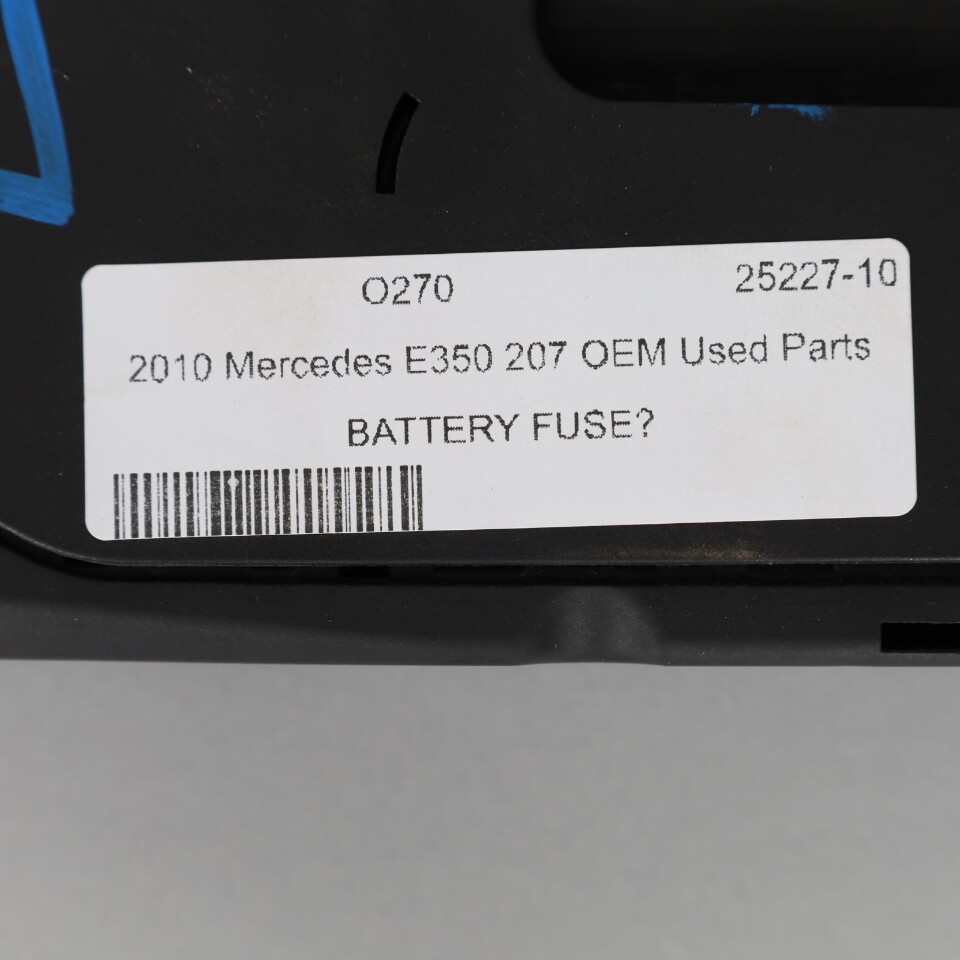 O270 25227-10
2010 Mercedes E350 207 OEM Used Parts
BATTERY FUSE?